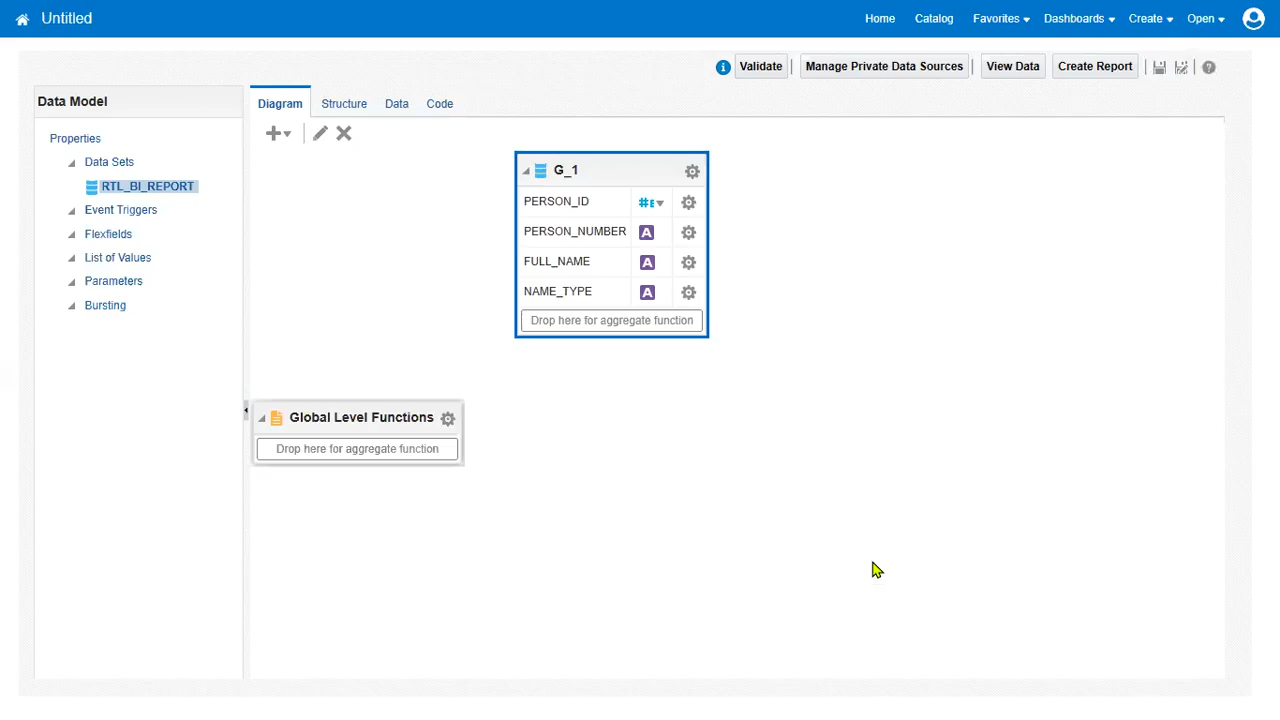 Untitled
Home Catalog Favorites Dashboards Create Open
Validate Manage Private Data Sources View Data Create Report
Data Model
Properties
Data Sets
RTL_BI_REPORT
Event Triggers
Flexfields
List of Values
Parameters
Bursting
Diagram Structure Data Code
G_1
PERSON_ID
PERSON_NUMBER A
FULL_NAME A
NAME_TYPE A
Drop here for aggregate function
Global Level Functions
Drop here for aggregate function